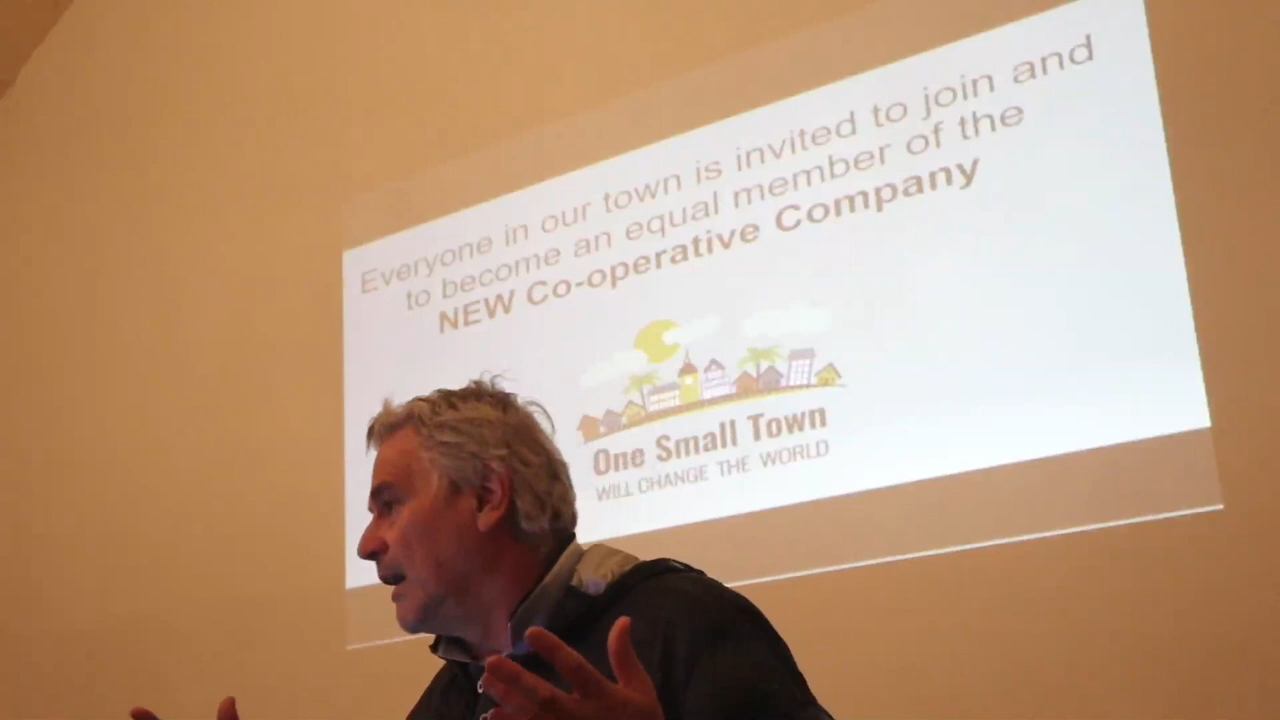 Everyone in our town is invited to join and
to become an equal member of the
NEW Co-operative Company
One Small Town
WILL CHANGE THE WORLD